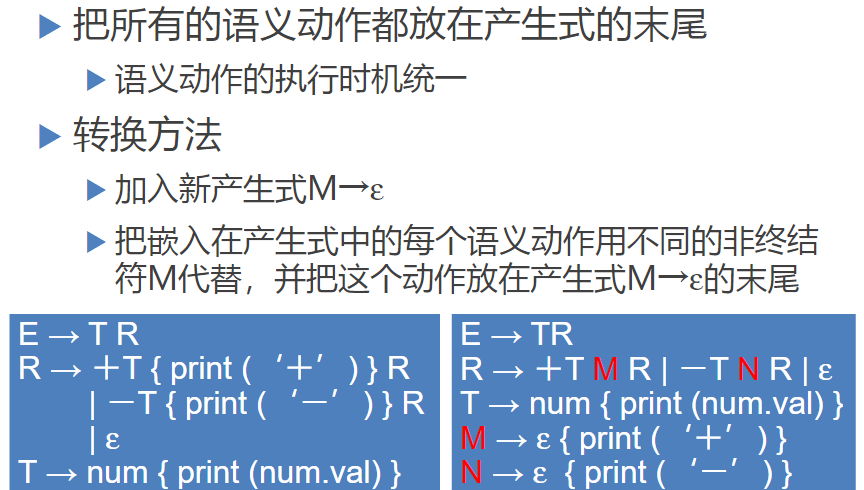 把所有的语义动作都放在产生式的末尾
语义动作的执行时机统一
转换方法
加入新产生式M→ε
把嵌入在产生式中的每个语义动作用不同的非终结
符M代替，并把这个动作放在产生式M→ε的末尾
E → T R
R → ＋T { print (‘＋’) } R
| －T { print (‘－’) } R
| ε
T → num { print (num.val) }
E → TR
R → ＋T M R | －T N R | ε
T → num { print (num.val) }
M → ε { print (‘＋’) }
N → ε { print (‘－’) }